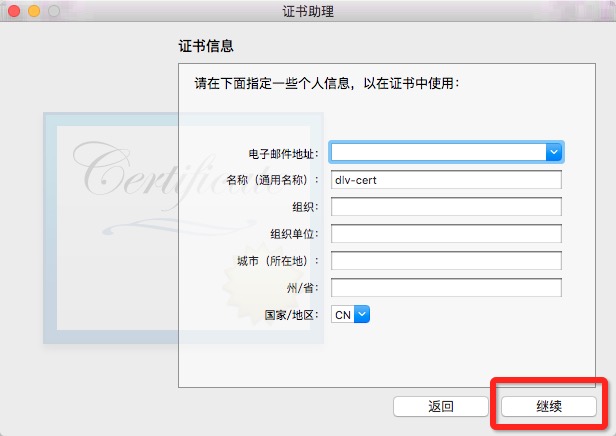 证书助理
证书信息
请在下面指定一些个人信息，以在证书中使用：
Certificate
电子邮件地址：
名称（通用名称）： dlv-cert
组织：
组织单位：
城市（所在地）：
州/省：
国家/地区： CN
返回 继续